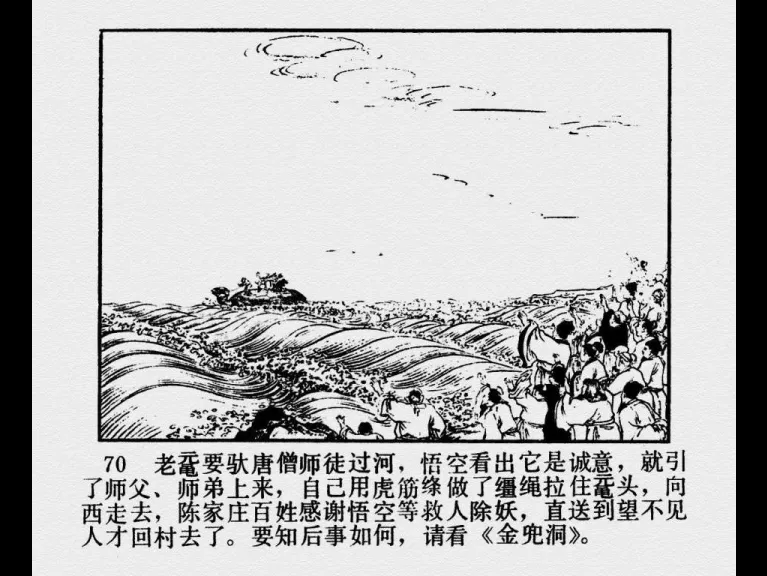 70 老鼋要驮唐僧师徒过河，悟空看出它是诚意，就引
了师父、师弟上来，自己用虎筋绦做了缰绳拉住鼋头，向
西走去，陈家庄百姓感谢悟空等救人除妖，直送到望不见
人才回村去了。要知后事如何，请看《金兜洞》。